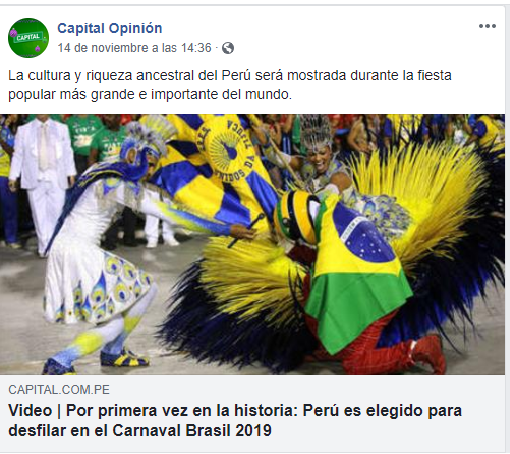 Capital Opinión
14 de noviembre a las 14:36 ·
CAPITAL
La cultura y riqueza ancestral del Perú será mostrada durante la fiesta
popular más grande e importante del mundo.
CAPITAL.COM.PE
Video | Por primera vez en la historia: Perú es elegido para
desfilar en el Carnaval Brasil 2019